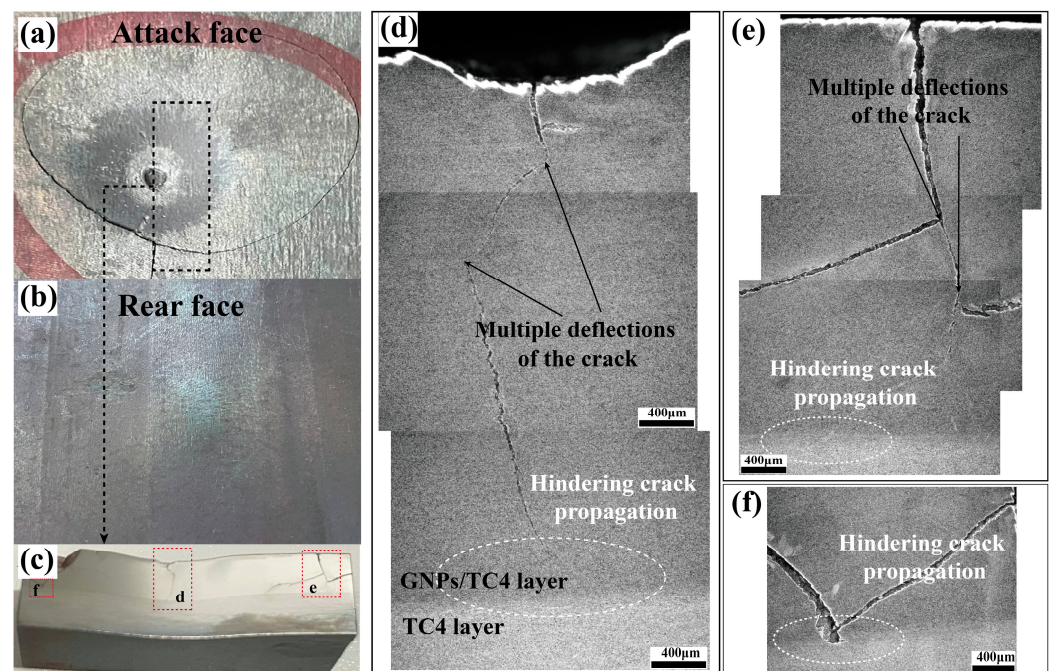 (a)
Attack face
(b)
Rear face
(c)
f
d
e
(d)
Multiple deflections
of the crack
400μm
Hindering crack
propagation
GNPs/TC4 layer
TC4 layer
400μm
(e)
Multiple deflections
of the crack
Hindering crack
propagation
400μm
(f)
Hindering crack
propagation
400μm